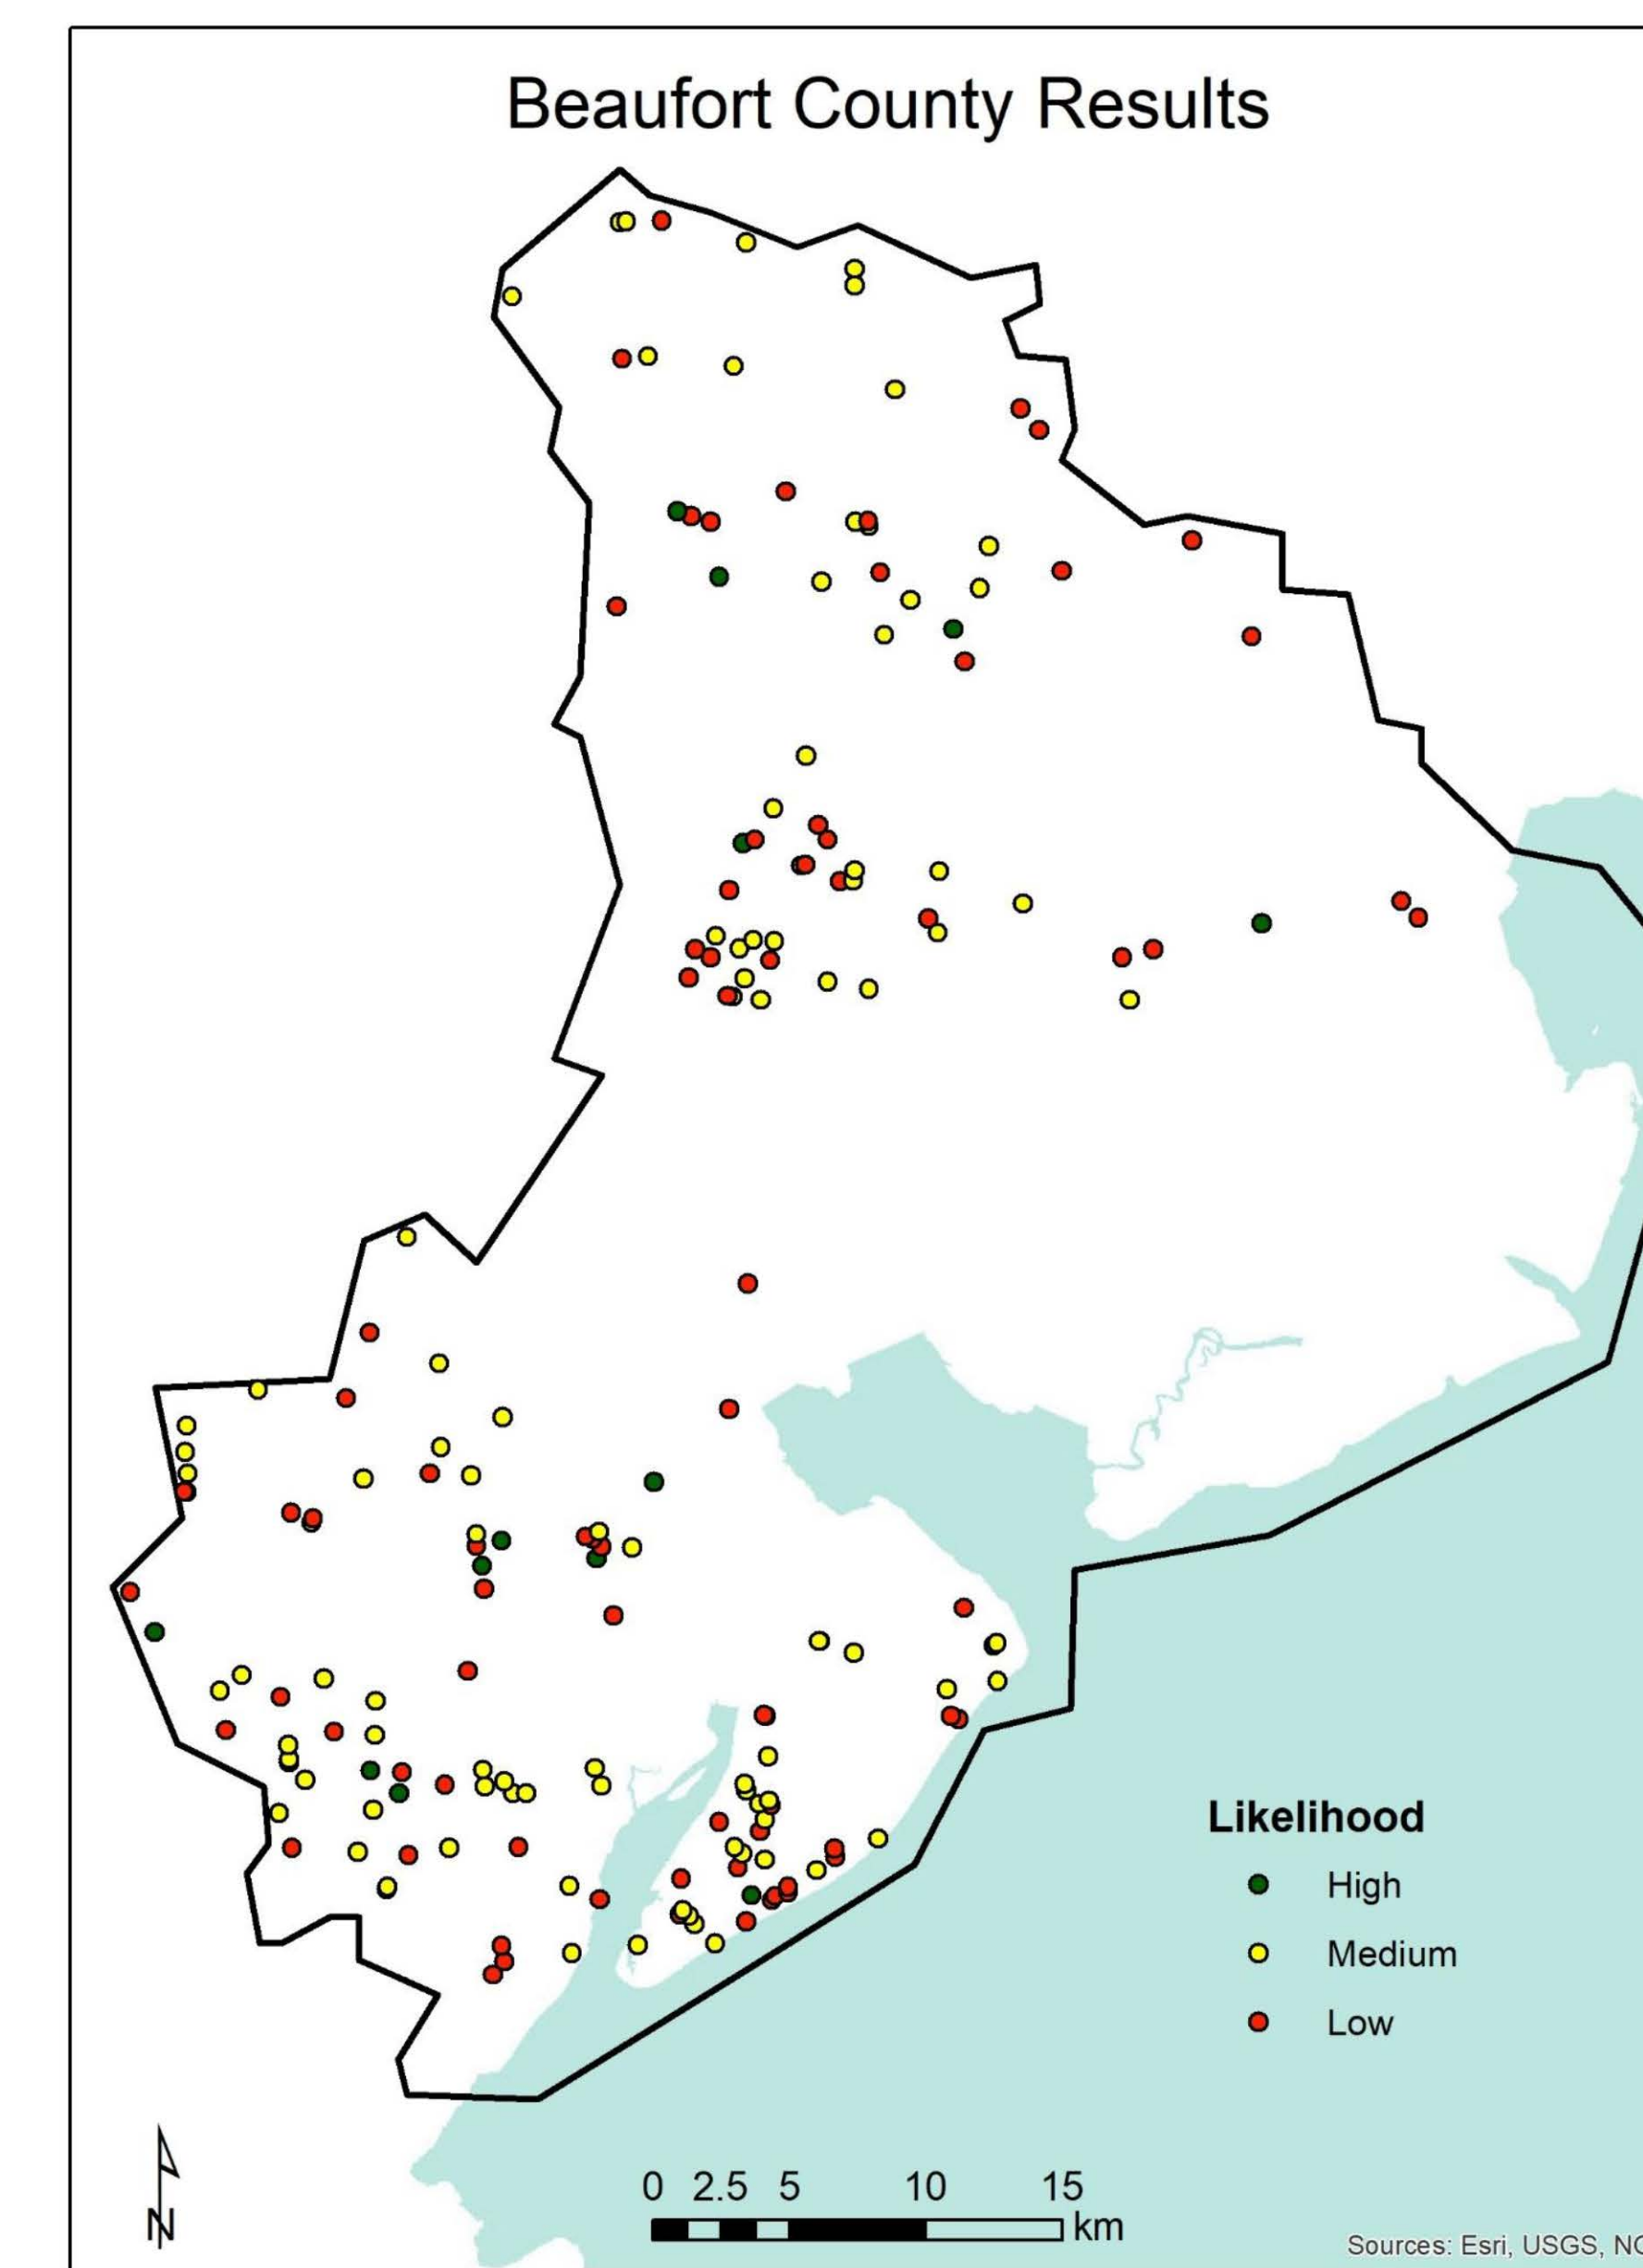 Beaufort County Results
Likelihood
High
Medium
Low
0 2.5 5 10 15
km
N
Sources: Esri, USGS,